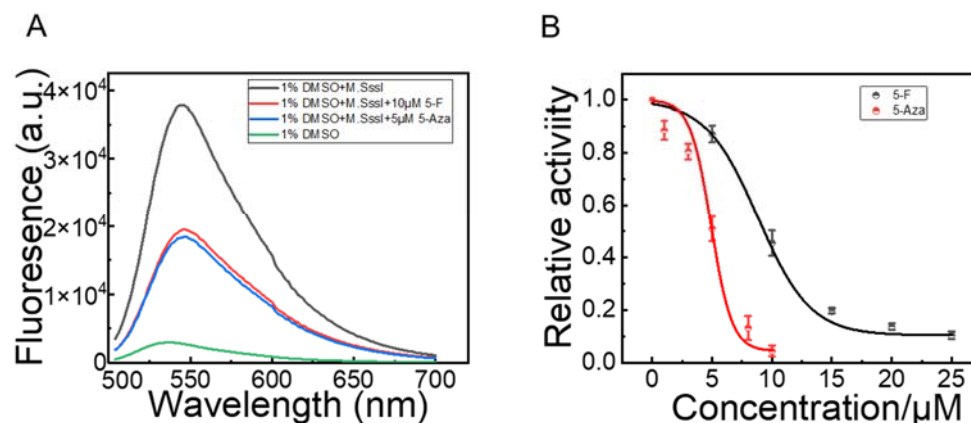 A
Fluoresence (a.u.)
4×10⁴
3×10⁴
2×10⁴
1×10⁴
0
500 550 600 650 700
Wavelength (nm)
1% DMSO+M.SssI
1% DMSO+M.SssI+10μM 5-F
1% DMSO+M.SssI+5μM 5-Aza
1% DMSO
B
Relative activiity
1.0
0.8
0.6
0.4
0.2
0.0
0 5 10 15 20 25
Concentration/μM
5-F
5-Aza